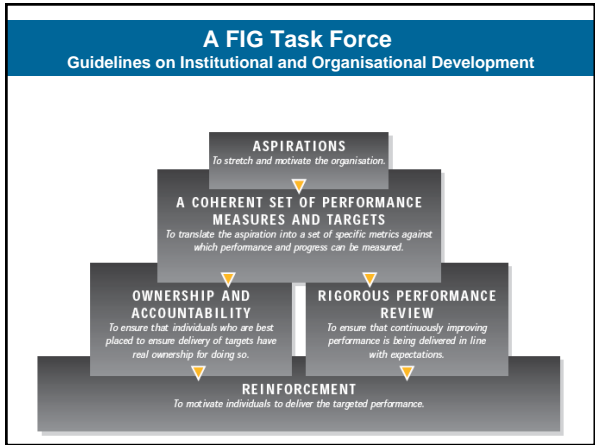 A FIG Task Force
Guidelines on Institutional and Organisational Development
ASPIRATIONS
To stretch and motivate the organisation.
A COHERENT SET OF PERFORMANCE
MEASURES AND TARGETS
To translate the aspiration into a set of specific metrics against
which performance and progress can be measured.
OWNERSHIP AND
ACCOUNTABILITY
To ensure that individuals who are best
placed to ensure delivery of targets have
real ownership for doing so.
RIGOROUS PERFORMANCE
REVIEW
To ensure that continuously improving
performance is being delivered in line
with expectations.
REINFORCEMENT
To motivate individuals to deliver the targeted performance.